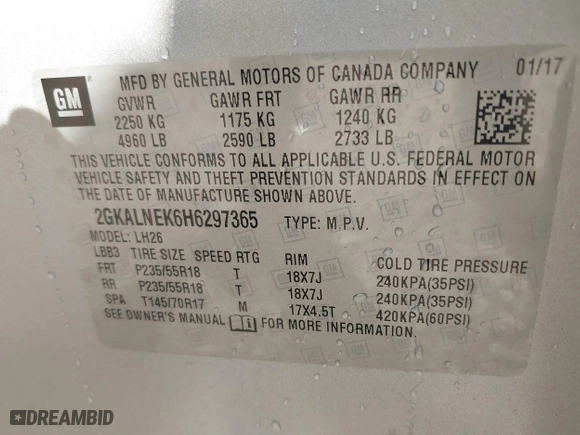 GM
MFD BY GENERAL MOTORS OF CANADA COMPANY 01/17
GVWR GAWR FRT GAWR RR
2250 KG 1175 KG 1240 KG
4960 LB 2590 LB 2733 LB
THIS VEHICLE CONFORMS TO ALL APPLICABLE U.S. FEDERAL MOTOR
VEHICLE SAFETY AND THEFT PREVENTION STANDARDS IN EFFECT ON
THE DATE OF MANUFACTURE SHOWN ABOVE.
2GKALNEK6H6297365 TYPE: M.P.V.
MODEL: LH26
LBB3 TIRE SIZE SPEED RTG RIM COLD TIRE PRESSURE
FRT P235/55R18 T 18X7J 240KPA(35PSI)
RR P235/55R18 T 18X7J 240KPA(35PSI)
SPA T145/70R17 M 17X4.5T 420KPA(60PSI)
SEE OWNER'S MANUAL FOR MORE INFORMATION.
DREAMBID